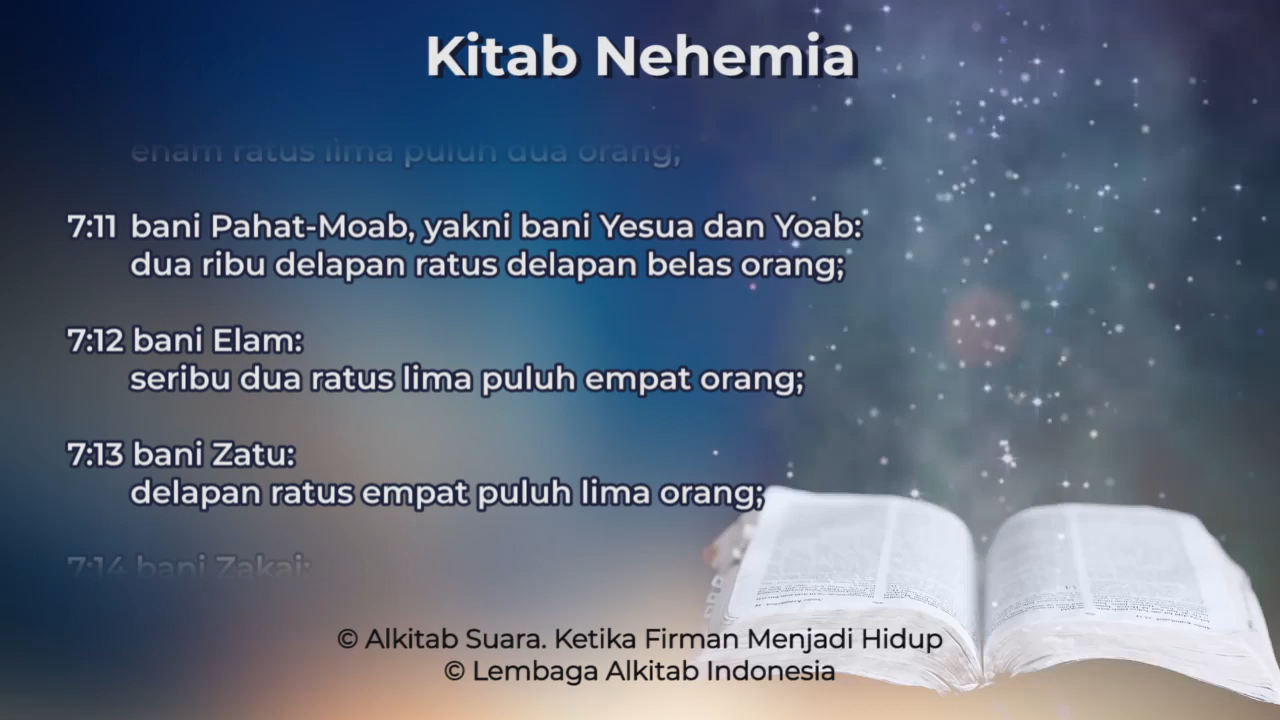 Kitab Nehemia
enam ratus lima puluh dua orang;
7:11 bani Pahat-Moab, yakni bani Yesua dan Yoab:
dua ribu delapan ratus delapan belas orang;
7:12 bani Elam:
seribu dua ratus lima puluh empat orang;
7:13 bani Zatu:
delapan ratus empat puluh lima orang;
7:14 bani Zakai:
© Alkitab Suara. Ketika Firman Menjadi Hidup
© Lembaga Alkitab Indonesia